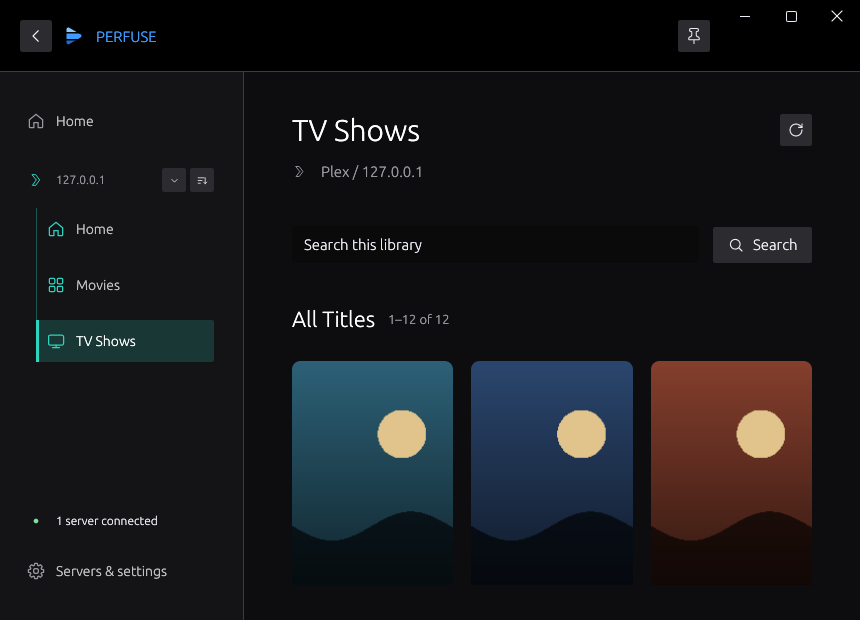 PERFUSE
Home
127.0.0.1
Home
Movies
TV Shows
1 server connected
Servers & settings
TV Shows
Plex / 127.0.0.1
Search this library
Search
All Titles 1–12 of 12